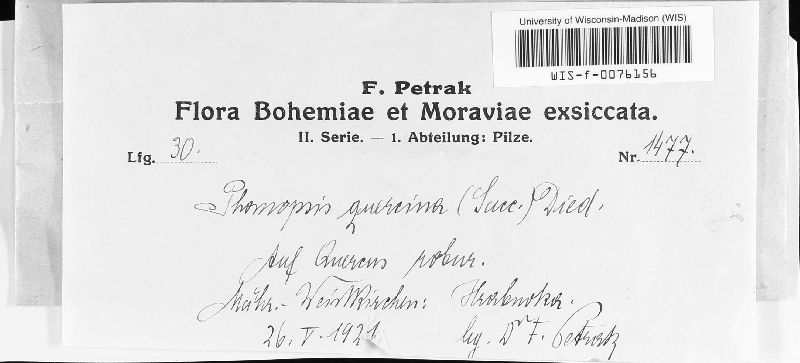 University of Wisconsin-Madison (WIS)
WIS-f-0076156
F. Petrak
Flora Bohemiae et Moraviae exsiccata.
II. Serie. — 1. Abteilung: Pilze.
Lfg. 30. Nr. 1477.
Phomopsis quercina (Sacc.) Died.
Auf Quercus robur.
Mähr.-Weisskirchen: Hrabuvka.
26. V. 1921 lg. Dr F. Petrak